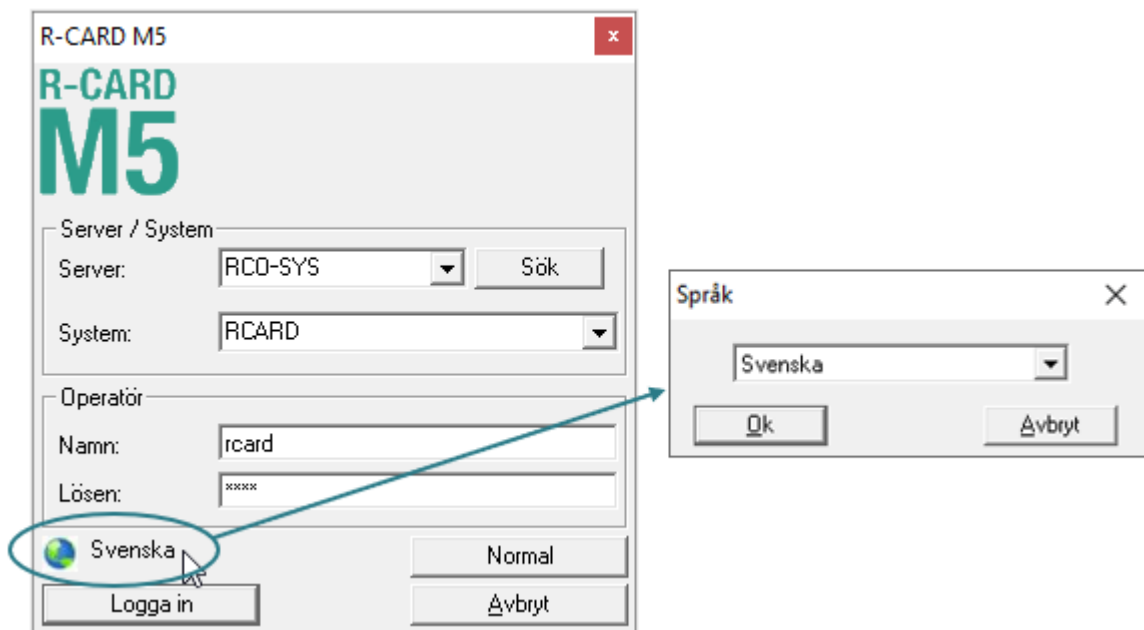 R-CARD M5
R-CARD
M5
Server / System
Server: RCO-SYS Sök
System: RCARD
Operatör
Namn: rcard
Lösen: ****
Svenska Normal
Logga in Avbryt
Språk
Svenska
Ok Avbryt